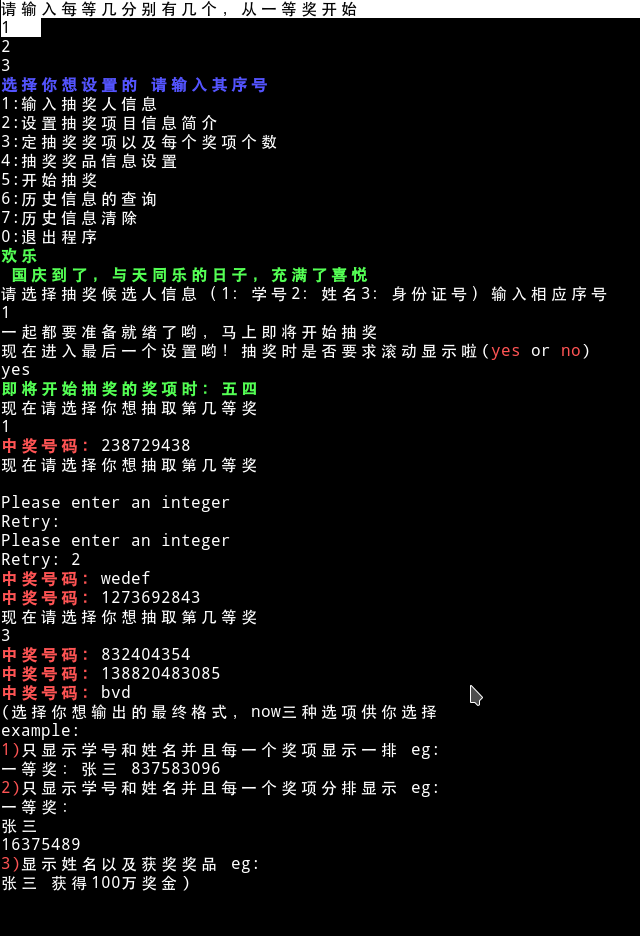 请输入每等几分别有几个，从一等奖开始
1
2
3
选择你想设置的 请输入其序号
1:输入抽奖人信息
2:设置抽奖项目信息简介
3:定抽奖奖项以及每个奖项个数
4:抽奖奖品信息设置
5:开始抽奖
6:历史信息的查询
7:历史信息清除
0:退出程序
欢乐
国庆到了，与天同乐的日子，充满了喜悦
请选择抽奖候选人信息（1：学号2：姓名3：身份证号）输入相应序号
1
一起都要准备就绪了哟，马上即将开始抽奖
现在进入最后一个设置哟！抽奖时是否要求滚动显示啦(yes or no)
yes
即将开始抽奖的奖项时：五四
现在请选择你想抽取第几等奖
1
中奖号码：238729438
现在请选择你想抽取第几等奖
Please enter an integer
Retry:
Please enter an integer
Retry: 2
中奖号码：wedef
中奖号码：1273692843
现在请选择你想抽取第几等奖
3
中奖号码：832404354
中奖号码：138820483085
中奖号码：bvd
(选择你想输出的最终格式，now三种选项供你选择
example:
1)只显示学号和姓名并且每一个奖项显示一排 eg:
一等奖：张三 837583096
2)只显示学号和姓名并且每一个奖项分排显示 eg:
一等奖：
张三
16375489
3)显示姓名以及获奖奖品 eg:
张三 获得100万奖金）